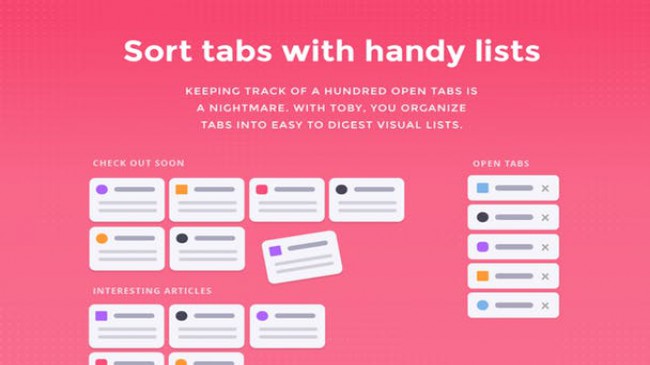 Sort tabs with handy lists
KEEPING TRACK OF A HUNDRED OPEN TABS IS
A NIGHTMARE. WITH TOBY, YOU ORGANIZE
TABS INTO EASY TO DIGEST VISUAL LISTS.
CHECK OUT SOON
OPEN TABS
INTERESTING ARTICLES